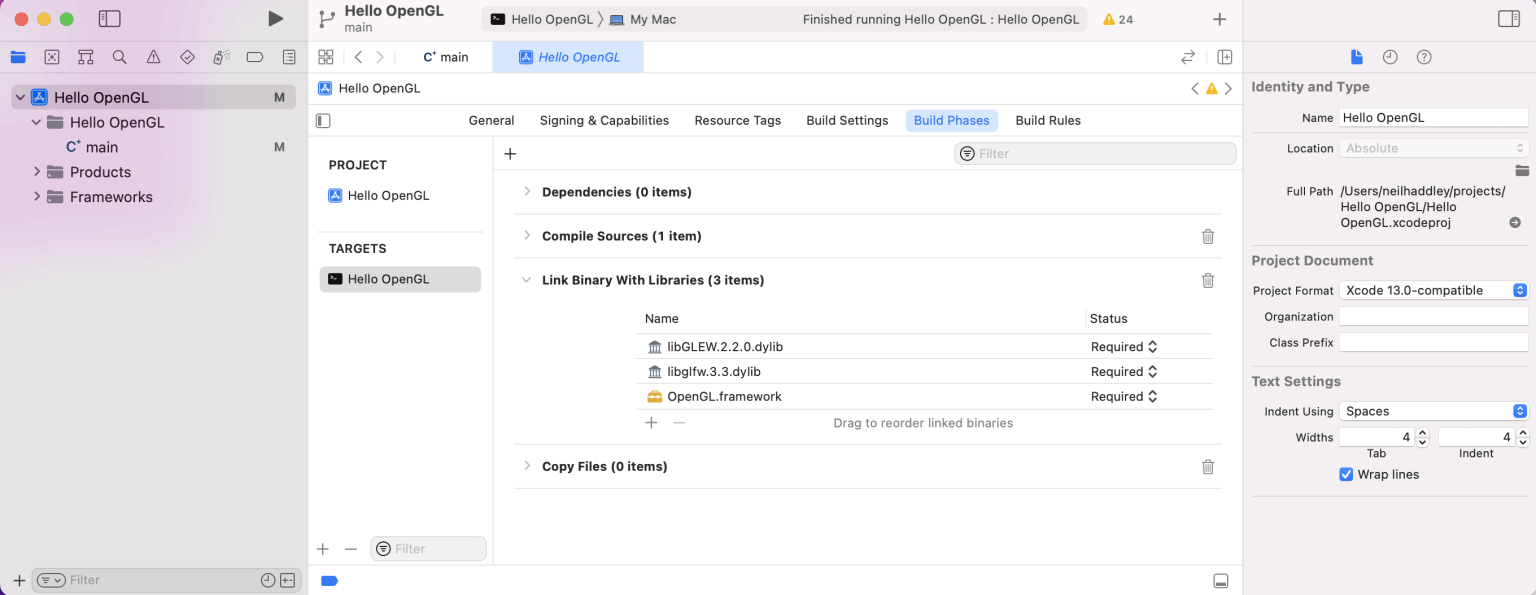 Hello OpenGL
main
Hello OpenGL
My Mac
Finished running Hello OpenGL : Hello OpenGL
24
main
Hello OpenGL
Hello OpenGL M
Hello OpenGL
main M
Products
Frameworks
Filter
Hello OpenGL
General Signing & Capabilities Resource Tags Build Settings Build Phases Build Rules
PROJECT
Hello OpenGL
TARGETS
Hello OpenGL
Filter
Filter
Dependencies (0 items)
Compile Sources (1 item)
Link Binary With Libraries (3 items)
Name Status
libGLEW.2.2.0.dylib Required
libglfw.3.3.dylib Required
OpenGL.framework Required
Drag to reorder linked binaries
Copy Files (0 items)
Identity and Type
Name Hello OpenGL
Location Absolute
Full Path /Users/neilhaddley/projects/
Hello OpenGL/Hello
OpenGL.xcodeproj
Project Document
Project Format Xcode 13.0-compatible
Organization
Class Prefix
Text Settings
Indent Using Spaces
Widths 4 4
Tab Indent
Wrap lines